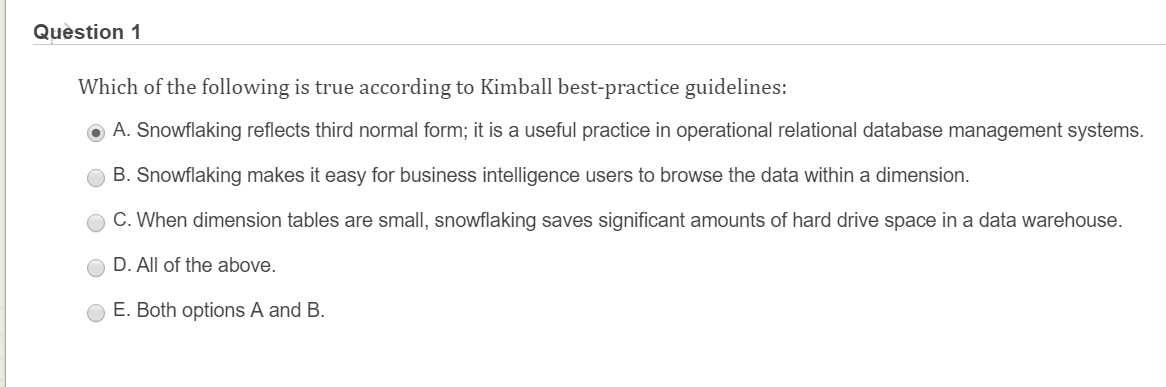 Question 1
Which of the following is true according to Kimball best-practice guidelines:
A. Snowflaking reflects third normal form; it is a useful practice in operational relational database management systems.
B. Snowflaking makes it easy for business intelligence users to browse the data within a dimension.
C. When dimension tables are small, snowflaking saves significant amounts of hard drive space in a data warehouse.
D. All of the above.
E. Both options A and B.